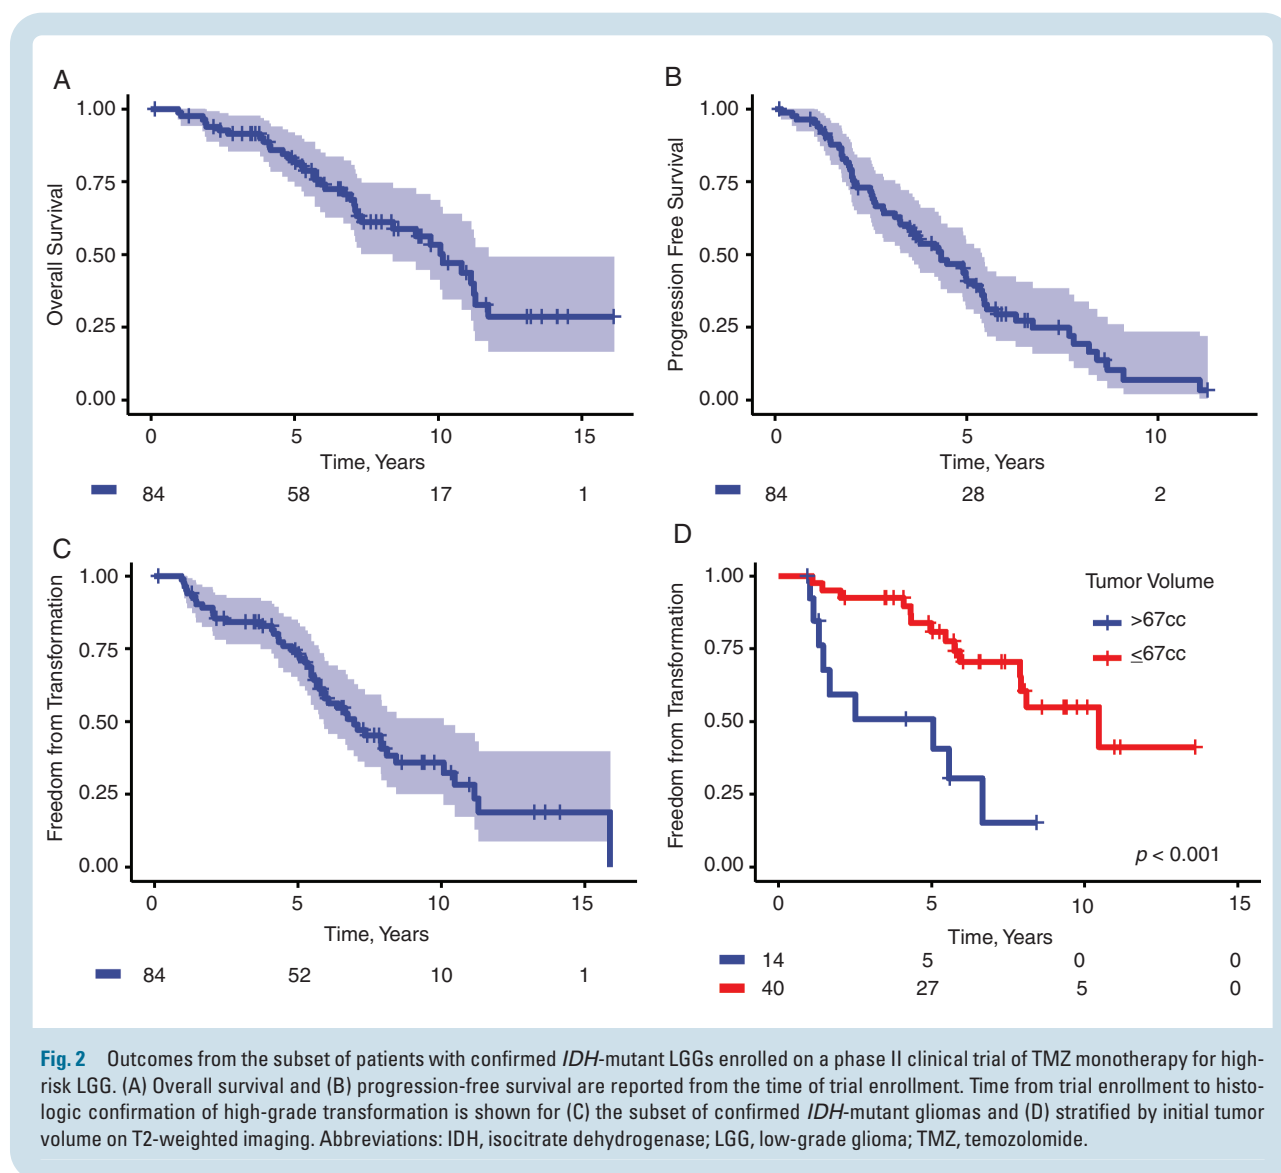 A
1.00
0.75
0.50
0.25
0.00
Overall Survival
0 5 10 15
Time, Years
84 58 17 1
B
1.00
0.75
0.50
0.25
0.00
Progression Free Survival
0 5 10
Time, Years
84 28 2
C
1.00
0.75
0.50
0.25
0.00
Freedom from Transformation
0 5 10 15
Time, Years
84 52 10 1
D
1.00
0.75
0.50
0.25
0.00
Freedom from Transformation
Tumor Volume
>67cc
≤67cc
p < 0.001
0 5 10 15
Time, Years
14 5 0 0
40 27 5 0
Fig. 2 Outcomes from the subset of patients with confirmed IDH-mutant LGGs enrolled on a phase II clinical trial of TMZ monotherapy for high-
risk LGG. (A) Overall survival and (B) progression-free survival are reported from the time of trial enrollment. Time from trial enrollment to histo-
logic confirmation of high-grade transformation is shown for (C) the subset of confirmed IDH-mutant gliomas and (D) stratified by initial tumor
volume on T2-weighted imaging. Abbreviations: IDH, isocitrate dehydrogenase; LGG, low-grade glioma; TMZ, temozolomide.